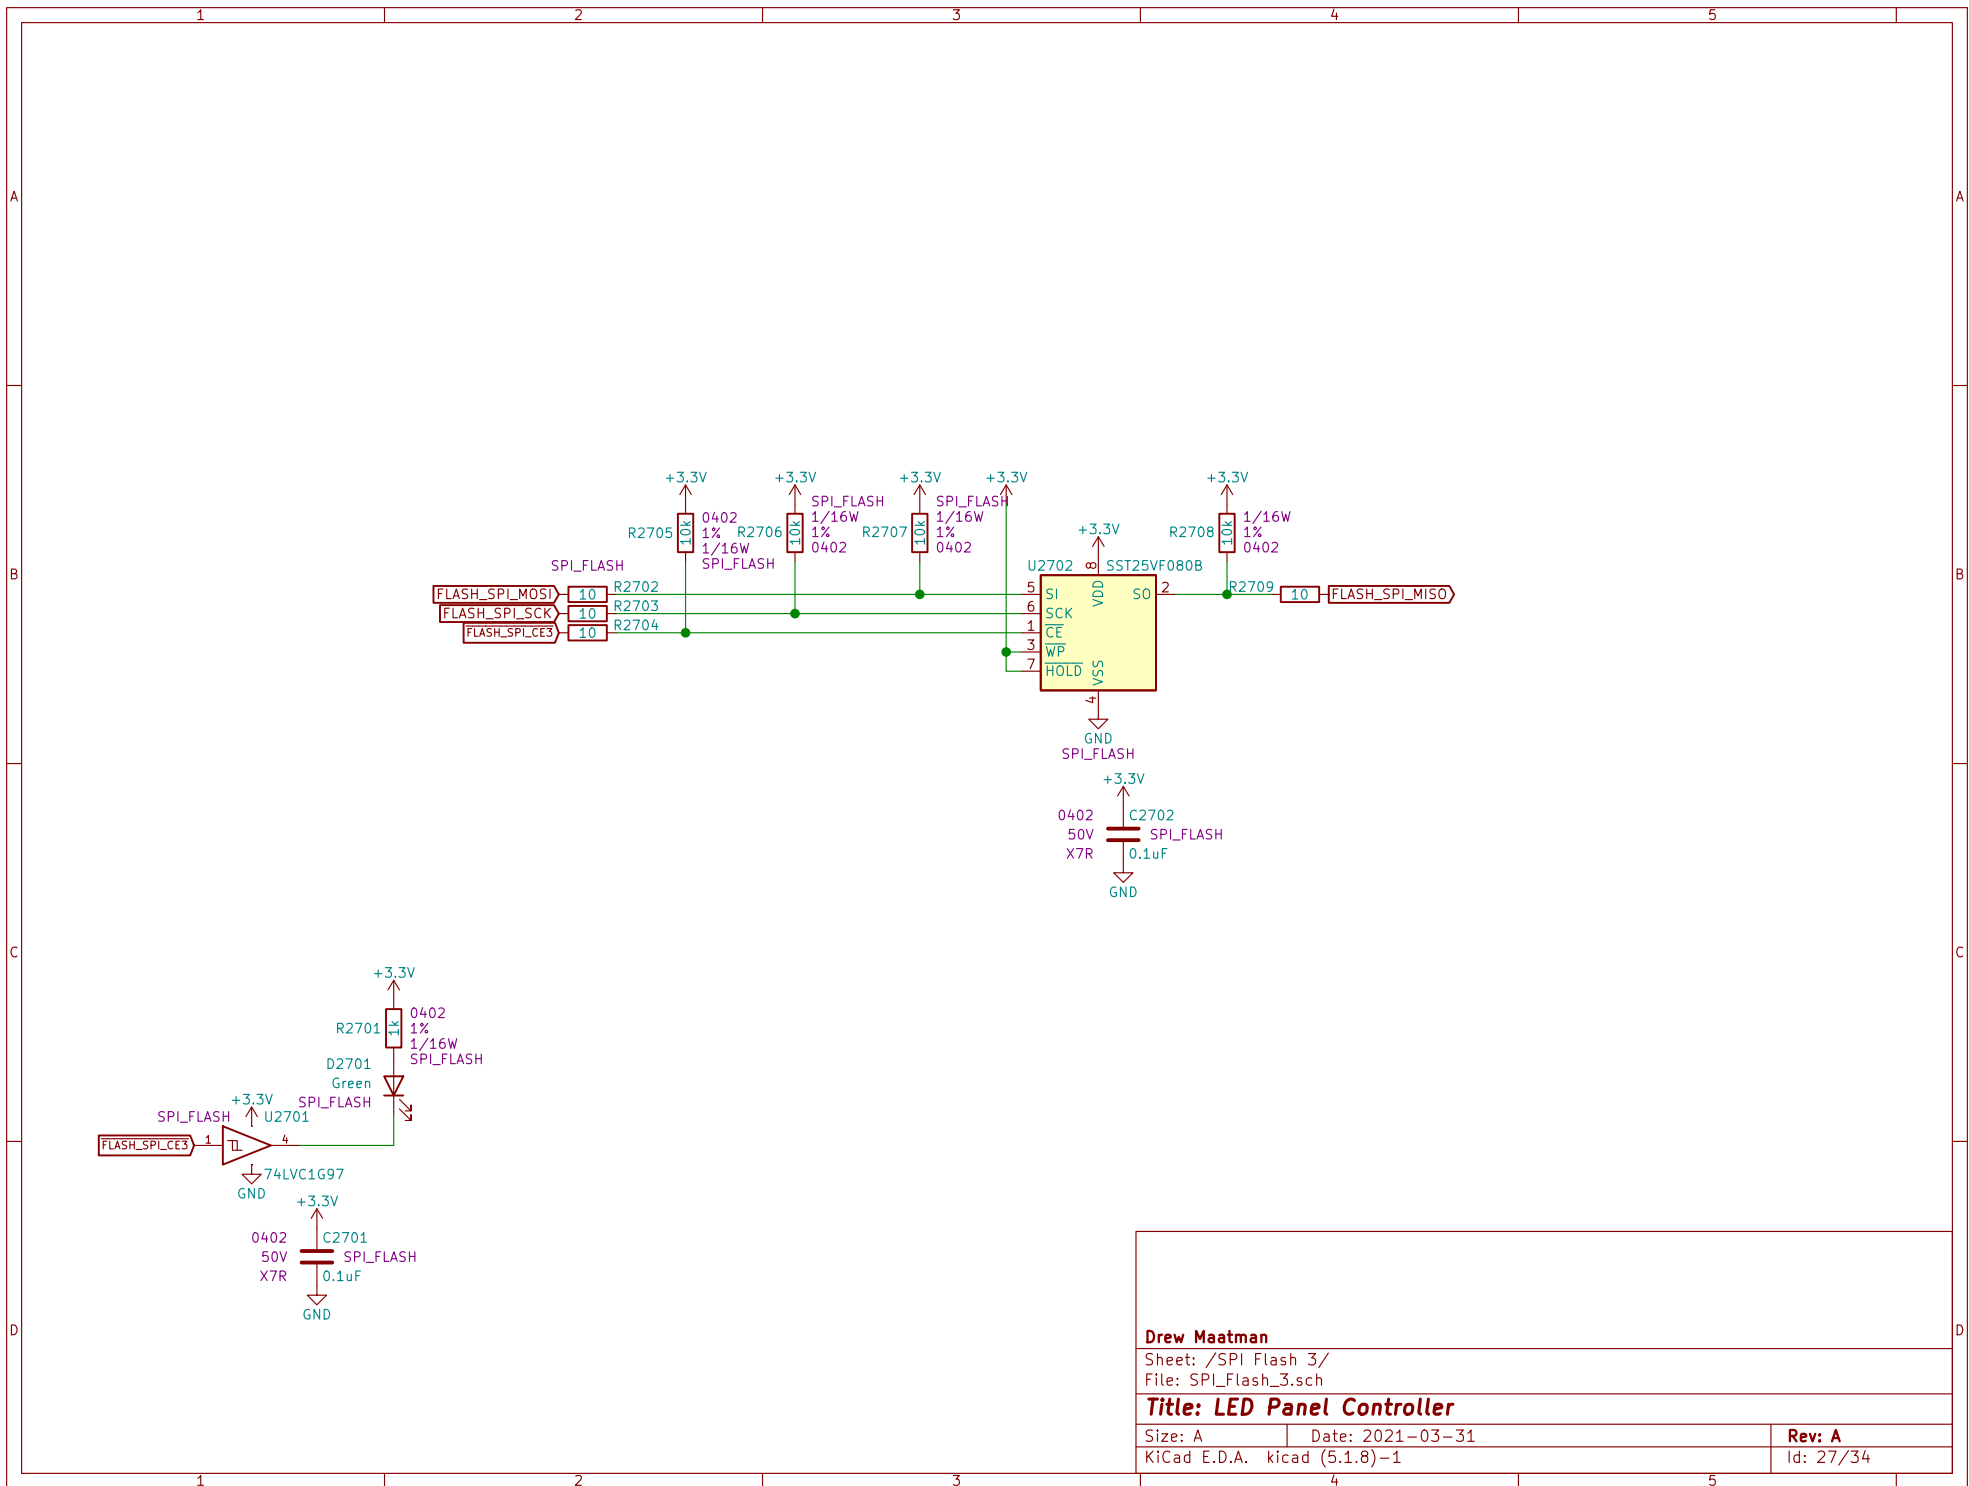 1 2 3 4 5
A A
+3.3V +3.3V +3.3V +3.3V +3.3V
R2705 10k 0402
1%
1/16W
SPI_FLASH
R2706 10k SPI_FLASH
1/16W
1%
0402
R2707 10k SPI_FLASH
1/16W
1%
0402
R2708 10k 1/16W
1%
0402
+3.3V
B B
SPI_FLASH
U2702 SST25VF080B
FLASH_SPI_MOSI 10 R2702
FLASH_SPI_SCK 10 R2703
FLASH_SPI_CE3 10 R2704
8 VDD
5 SI
6 SCK
1 CE
3 WP
7 HOLD
SO 2
VSS 4
R2709 10 FLASH_SPI_MISO
GND
SPI_FLASH
+3.3V
0402 C2702
50V SPI_FLASH
X7R 0.1uF
GND
C C
+3.3V
R2701 1k 0402
1%
1/16W
SPI_FLASH
D2701
Green
SPI_FLASH
+3.3V
SPI_FLASH U2701
FLASH_SPI_CE3 1 4
74LVC1G97
GND
+3.3V
0402 C2701
50V SPI_FLASH
X7R 0.1uF
GND
D D
Drew Maatman
Sheet: /SPI Flash 3/
File: SPI_Flash_3.sch
Title: LED Panel Controller
Size: A Date: 2021-03-31 Rev: A
KiCad E.D.A. kicad (5.1.8)-1 Id: 27/34
1 2 3 4 5